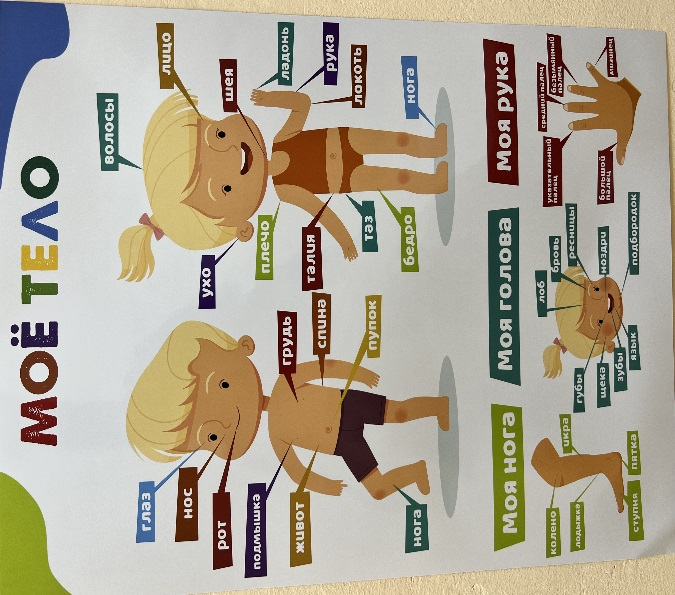 МОЁ ТЕЛО
глаз
нос
рот
подмышка
живот
нога
грудь
спина
пупок
ухо
плечо
талия
таз
бедро
волосы
лицо
шея
ладонь
рука
локоть
нога
Моя нога
колено
лодыжка
ступня
икра
пятка
Моя голова
лоб
бровь
ресницы
ноздри
подбородок
губы
щека
зубы
язык
Моя рука
указательный
палец
большой
палец
средний палец
безымянный
палец
мизинец